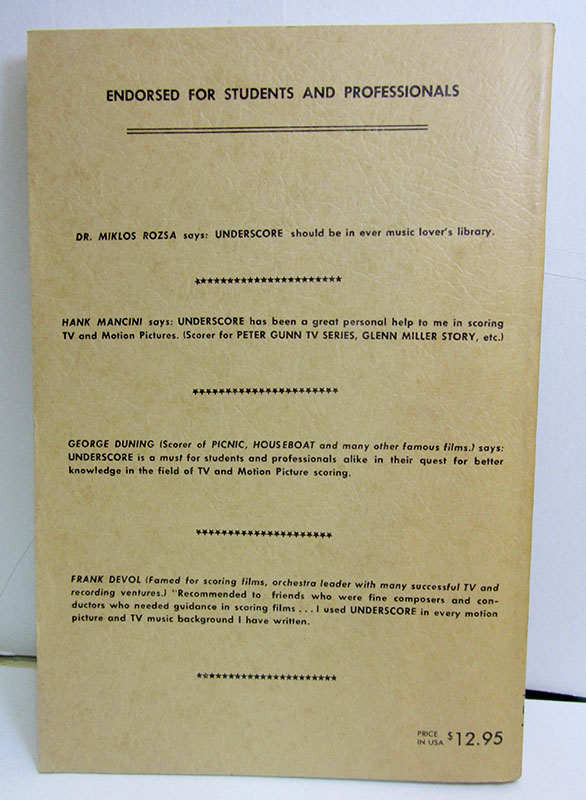 ENDORSED FOR STUDENTS AND PROFESSIONALS
DR. MIKLOS ROZSA says: UNDERSCORE should be in ever music lover's library.
★★★★★★★★★★★★★★★★★★★★★★★
HANK MANCINI says: UNDERSCORE has been a great personal help to me in scoring
TV and Motion Pictures. (Scorer for PETER GUNN TV SERIES, GLENN MILLER STORY, etc.)
★★★★★★★★★★★★★★★★★★★★★★★
GEORGE DUNING (Scorer of PICNIC, HOUSEBOAT and many other famous films.) says:
UNDERSCORE is a must for students and professionals alike in their quest for better
knowledge in the field of TV and Motion Picture scoring.
★★★★★★★★★★★★★★★★★★★★★
FRANK DEVOL (Famed for scoring films, orchestra leader with many successful TV and
recording ventures.) "Recommended to friends who were fine composers and con-
ductors who needed guidance in scoring films . . . I used UNDERSCORE in every motion
picture and TV music background I have written.
★☆★★★★★★★★★★★★★★★★★★★★
PRICE
IN USA $12.95